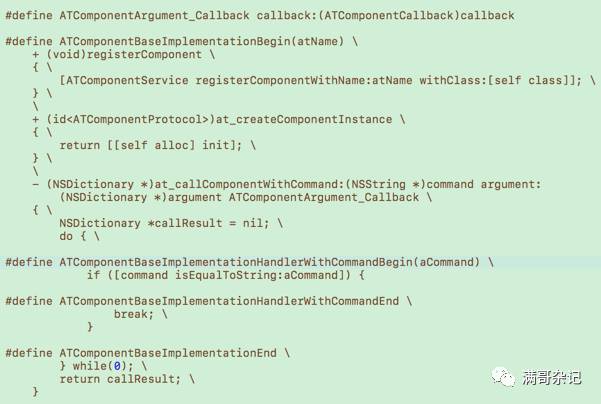 #define ATComponentArgument_Callback callback:(ATComponentCallback)callback
#define ATComponentBaseImplementationBegin(atName) \
+ (void)registerComponent \
{ \
[ATComponentService registerComponentWithName:atName withClass:[self class]]; \
} \
\
+ (id<ATComponentProtocol>)at_createComponentInstance \
{ \
return [[self alloc] init]; \
} \
\
- (NSDictionary *)at_callComponentWithCommand:(NSString *)command argument:
(NSDictionary *)argument ATComponentArgument_Callback \
{ \
NSDictionary *callResult = nil; \
do { \
#define ATComponentBaseImplementationHandlerWithCommandBegin(aCommand) \
if ([command isEqualToString:aCommand]) {
#define ATComponentBaseImplementationHandlerWithCommandEnd \
break; \
}
#define ATComponentBaseImplementationEnd \
} while(0); \
return callResult; \
}
满哥杂记